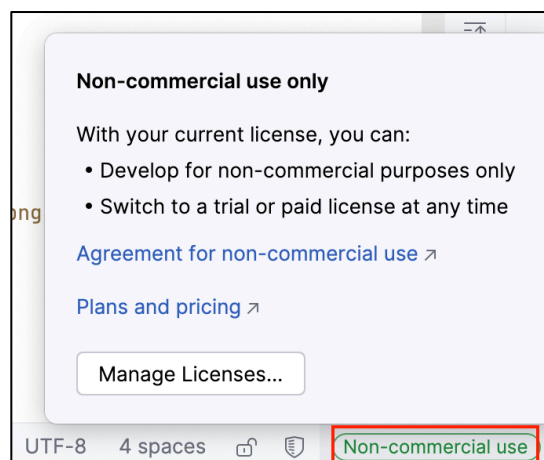 Non-commercial use only
With your current license, you can:
• Develop for non-commercial purposes only
• Switch to a trial or paid license at any time
ong
Agreement for non-commercial use ↗
Plans and pricing ↗
Manage Licenses...
UTF-8 4 spaces Non-commercial use